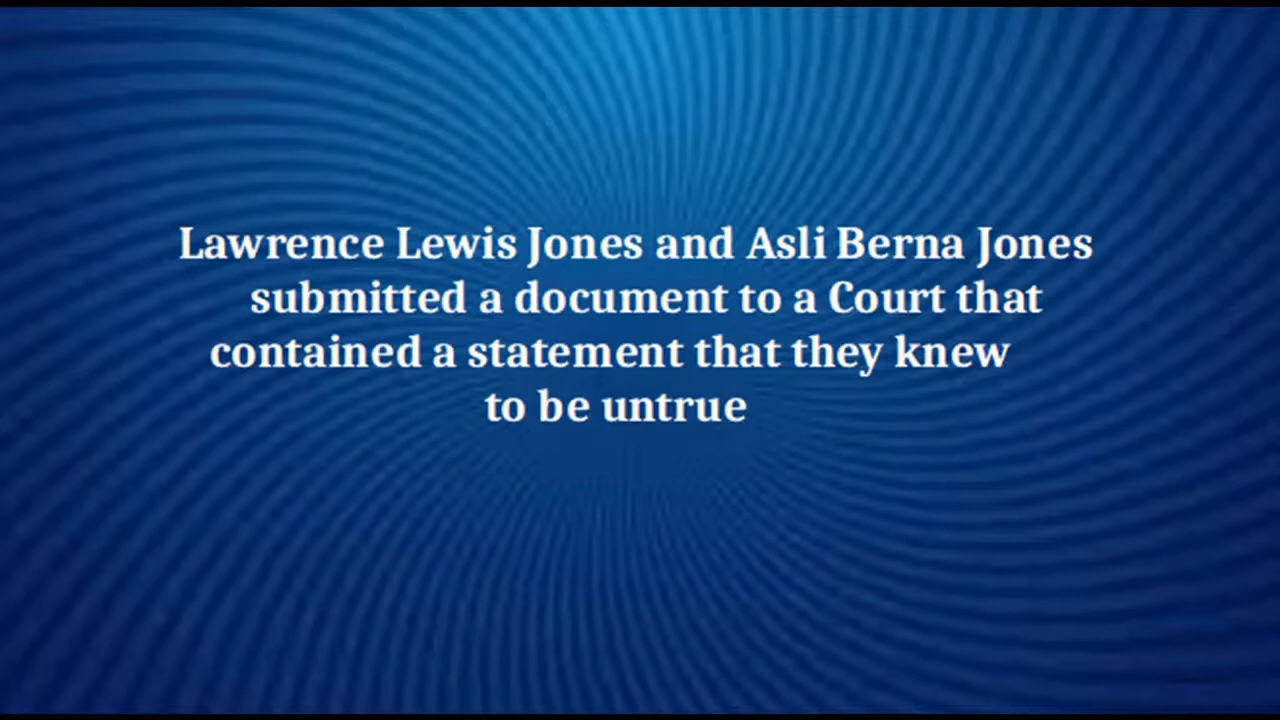 Lawrence Lewis Jones and Asli Berna Jones
submitted a document to a Court that
contained a statement that they knew
to be untrue